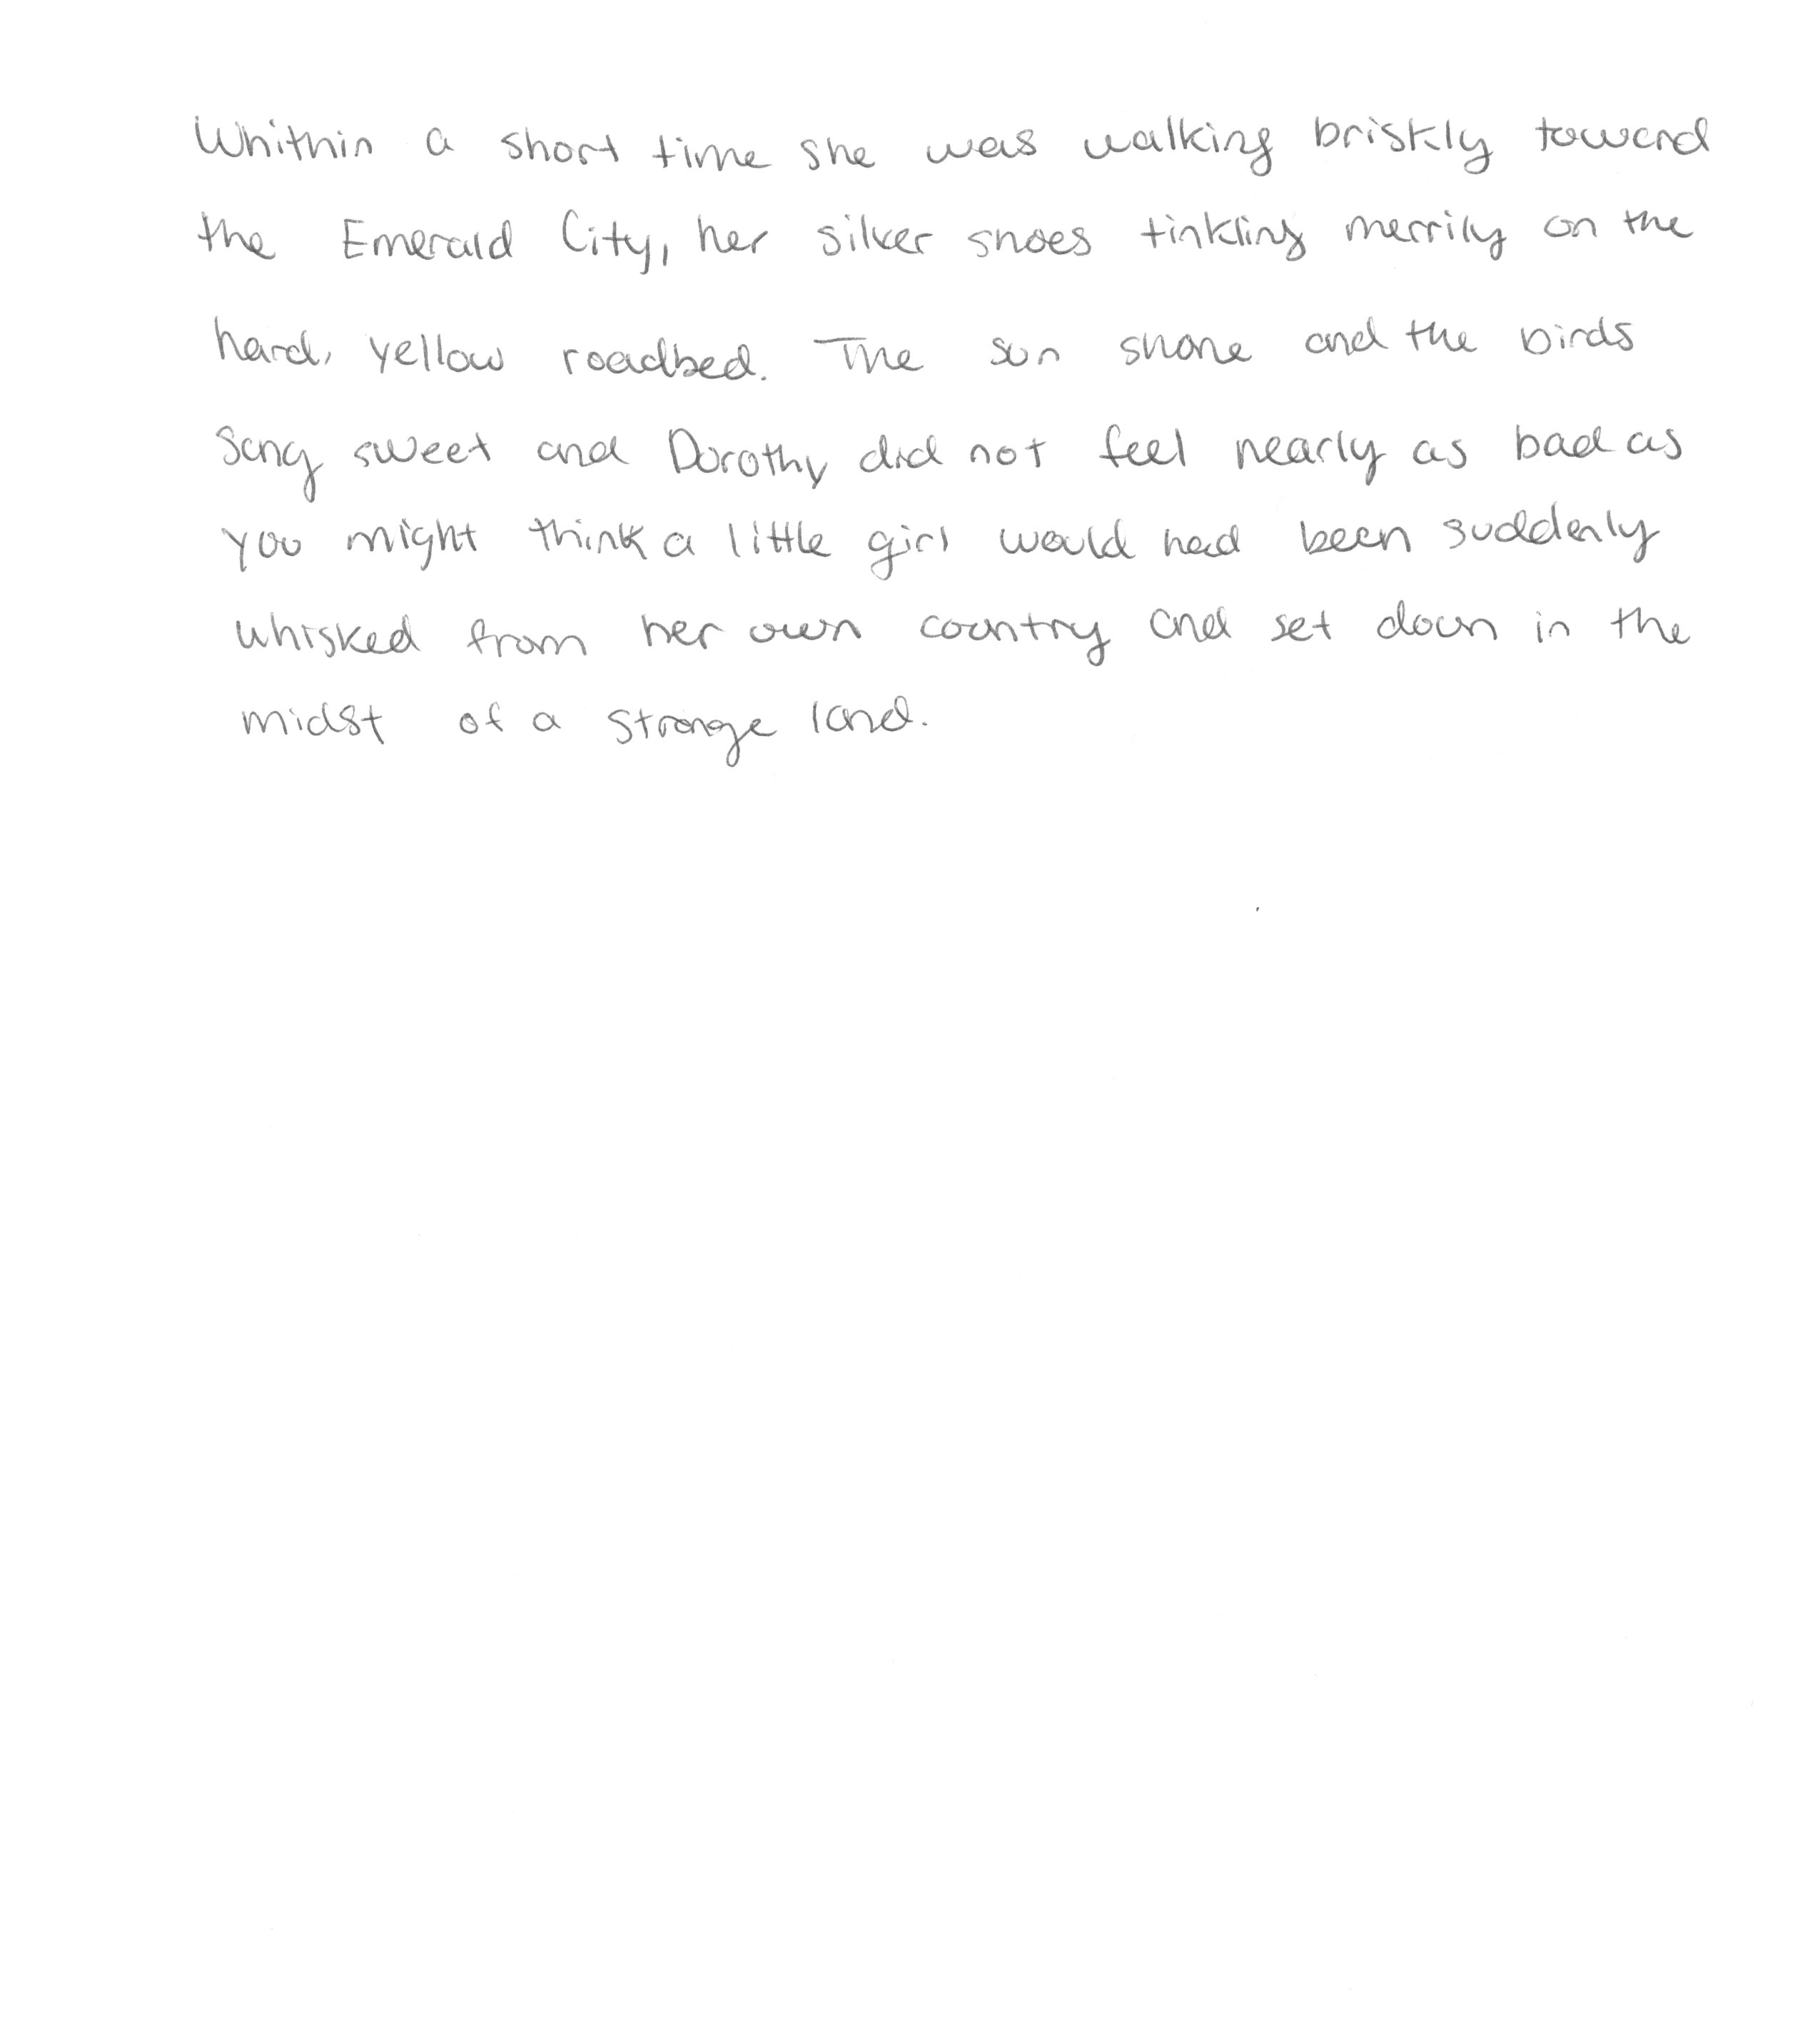 Whithin a short time she was walking briskly toward
the Emerald City, her silver shoes tinkling merrily on the
hard, yellow roadbed. The sun shone and the birds
sang sweet and Dorothy did not feel nearly as bad as
you might think a little girl would had been suddenly
whisked from her own country and set down in the
midst of a strange land.